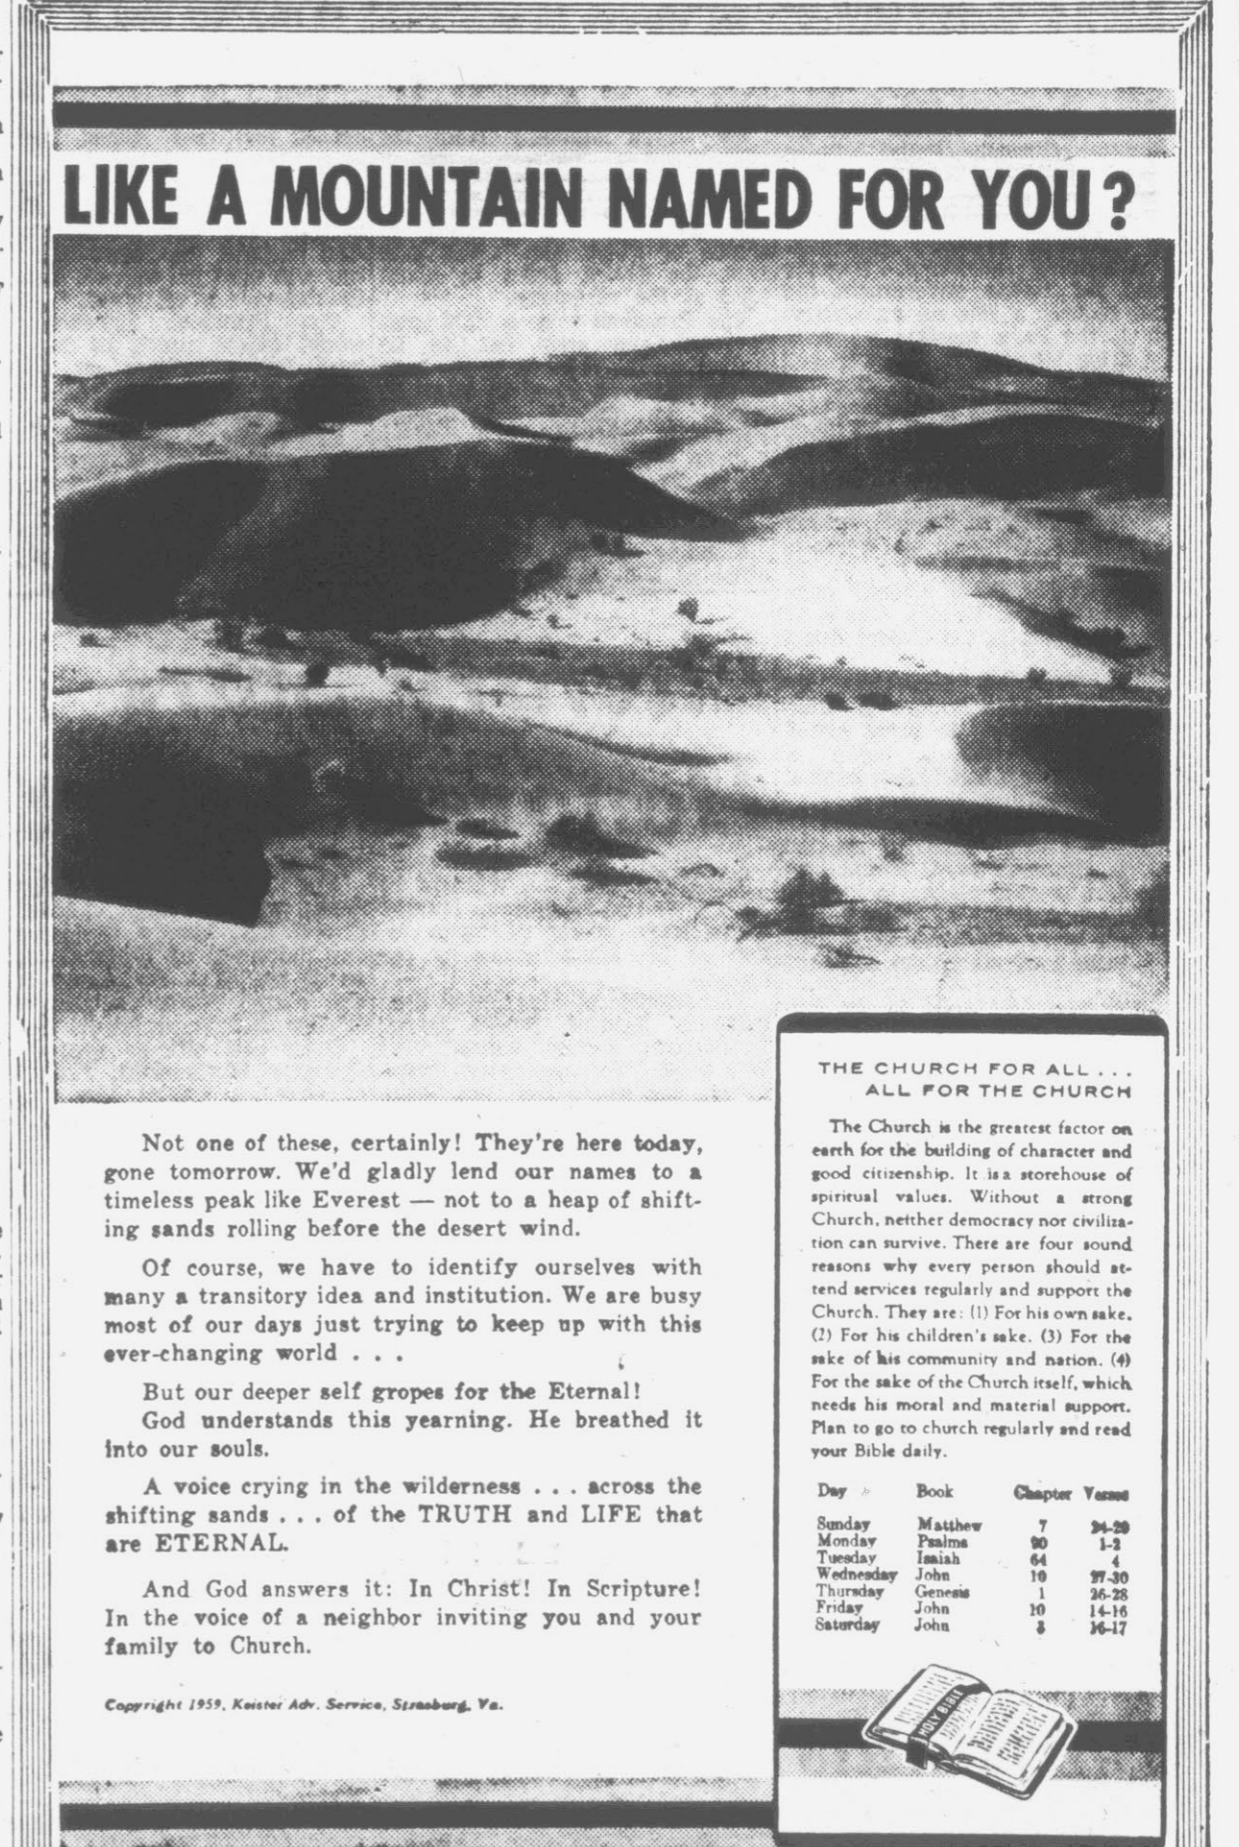 LIKE A MOUNTAIN NAMED FOR YOU?
Not one of these, certainly! They're here today,
gone tomorrow. We'd gladly lend our names to a
timeless peak like Everest — not to a heap of shift-
ing sands rolling before the desert wind.
Of course, we have to identify ourselves with
many a transitory idea and institution. We are busy
most of our days just trying to keep up with this
ever-changing world . . .
But our deeper self gropes for the Eternal!
God understands this yearning. He breathed it
into our souls.
A voice crying in the wilderness . . . across the
shifting sands . . . of the TRUTH and LIFE that
are ETERNAL.
And God answers it: In Christ! In Scripture!
In the voice of a neighbor inviting you and your
family to Church.
Copyright 1959, Keister Adv. Service, Strasburg, Va.
THE CHURCH FOR ALL . . .
ALL FOR THE CHURCH
The Church is the greatest factor on
earth for the building of character and
good citizenship. It is a storehouse of
spiritual values. Without a strong
Church, neither democracy nor civiliza-
tion can survive. There are four sound
reasons why every person should at-
tend services regularly and support the
Church. They are: (1) For his own sake.
(2) For his children's sake. (3) For the
sake of his community and nation. (4)
For the sake of the Church itself, which
needs his moral and material support.
Plan to go to church regularly and read
your Bible daily.
Day Book Chapter Verses
Sunday Matthew 7 24-29
Monday Psalms 90 1-2
Tuesday Isaiah 64 4
Wednesday John 10 27-30
Thursday Genesis 1 26-28
Friday John 10 14-16
Saturday John 3 16-17
HOLY BIBLE